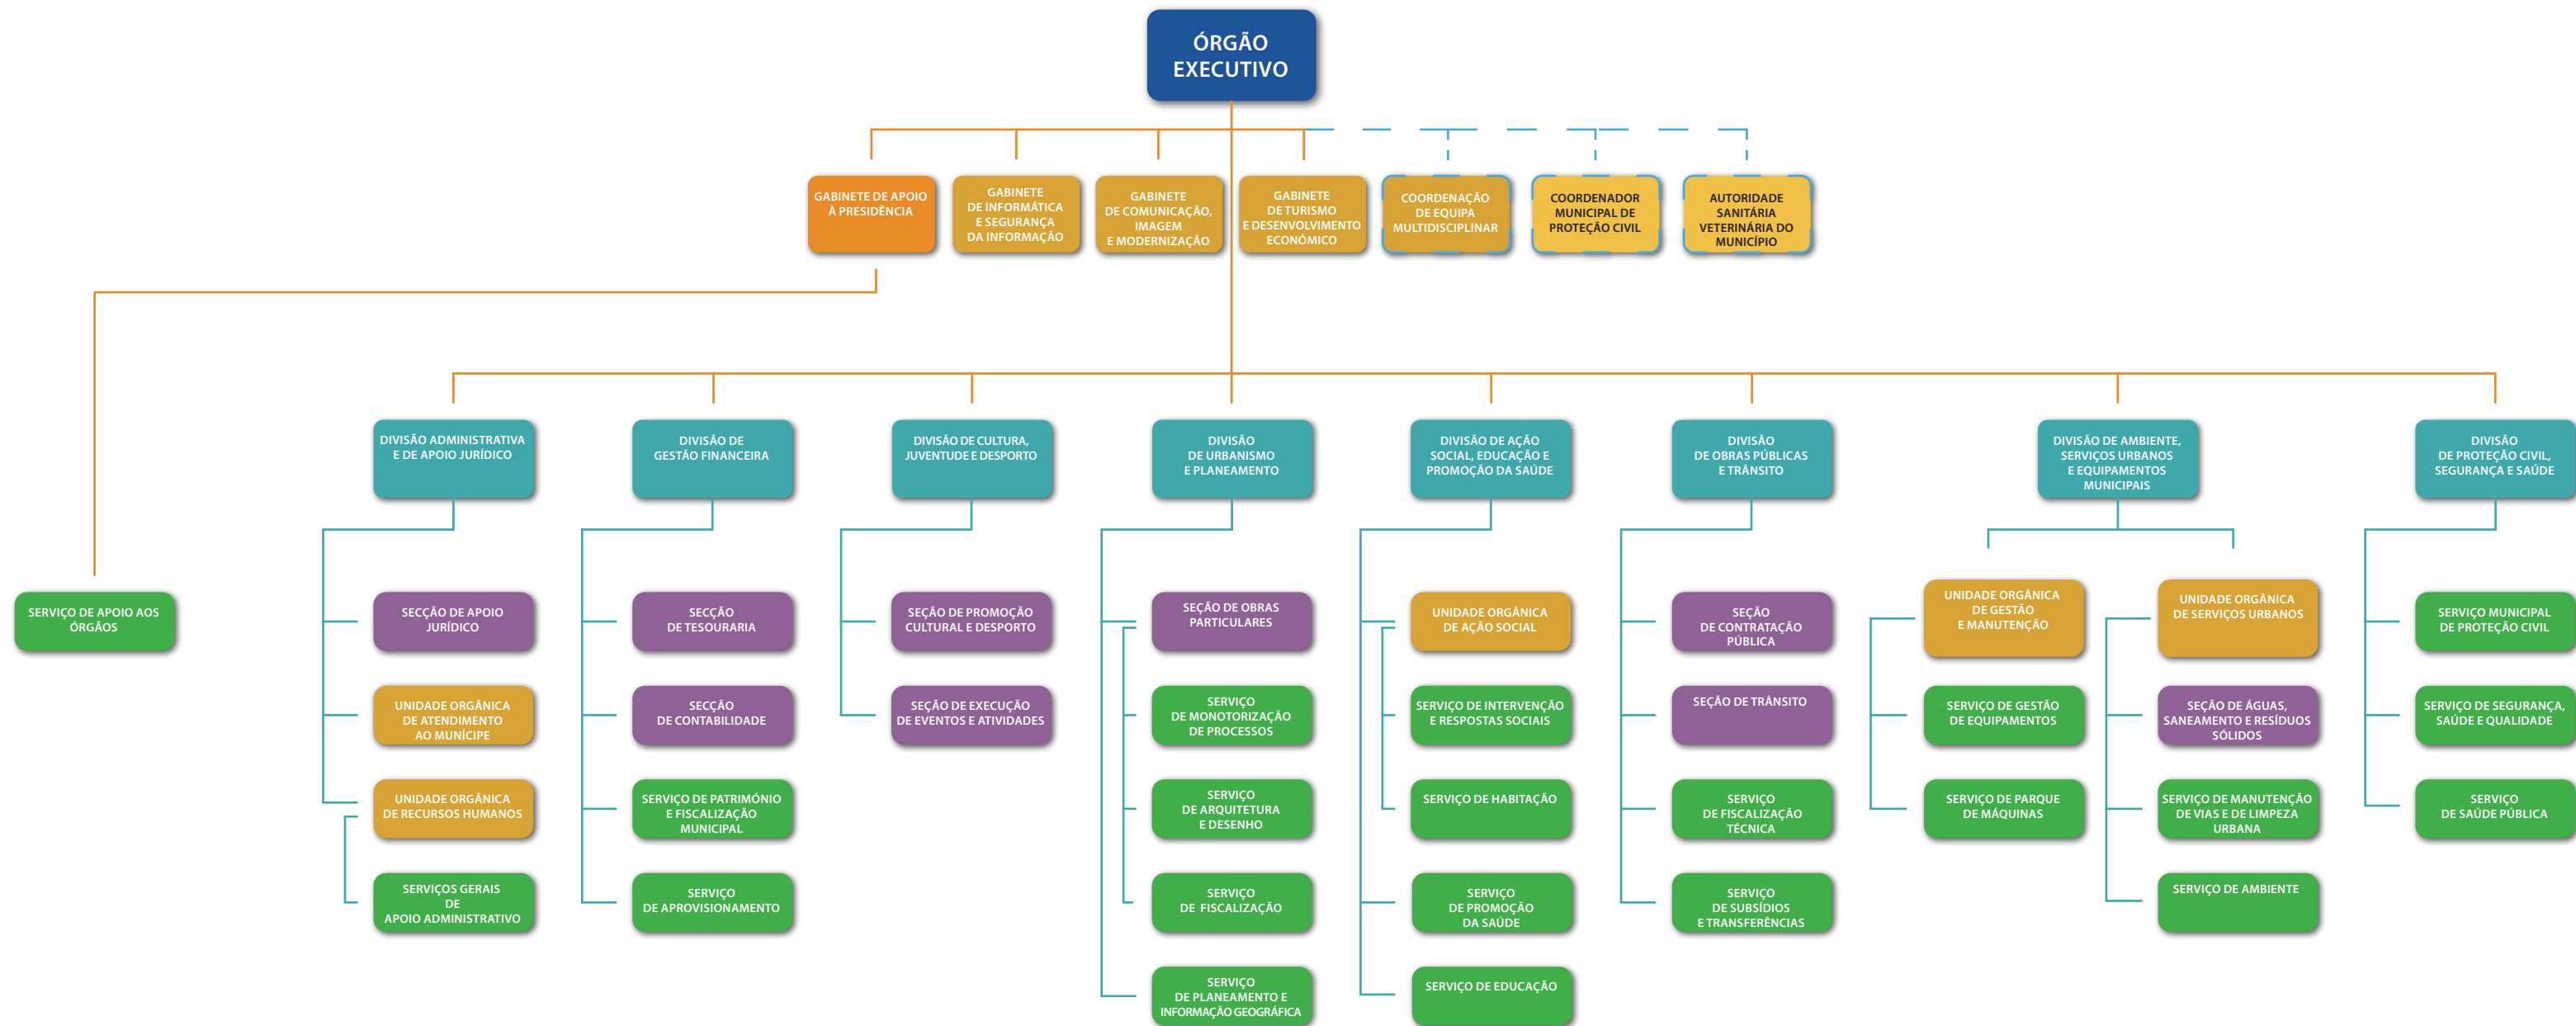 ÓRGÃO
EXECUTIVO
GABINETE DE APOIO
À PRESIDÊNCIA
GABINETE
DE INFORMÁTICA
E SEGURANÇA
DA INFORMAÇÃO
GABINETE
DE COMUNICAÇÃO,
IMAGEM
E MODERNIZAÇÃO
GABINETE
DE TURISMO
E DESENVOLVIMENTO
ECONÓMICO
COORDENAÇÃO
DE EQUIPA
MULTIDISCIPLINAR
COORDENADOR
MUNICIPAL DE
PROTEÇÃO CIVIL
AUTORIDADE
SANITÁRIA
VETERINÁRIA DO
MUNICÍPIO
SERVIÇO DE APOIO AOS
ÓRGÃOS
DIVISÃO ADMINISTRATIVA
E DE APOIO JURÍDICO
SECÇÃO DE APOIO
JURÍDICO
UNIDADE ORGÂNICA
DE ATENDIMENTO
AO MUNÍCIPE
UNIDADE ORGÂNICA
DE RECURSOS HUMANOS
SERVIÇOS GERAIS
DE
APOIO ADMINISTRATIVO
DIVISÃO DE
GESTÃO FINANCEIRA
SECÇÃO
DE TESOURARIA
SECÇÃO
DE CONTABILIDADE
SERVIÇO DE PATRIMÓNIO
E FISCALIZAÇÃO
MUNICIPAL
SERVIÇO
DE APROVISIONAMENTO
DIVISÃO DE CULTURA,
JUVENTUDE E DESPORTO
SEÇÃO DE PROMOÇÃO
CULTURAL E DESPORTO
SEÇÃO DE EXECUÇÃO
DE EVENTOS E ATIVIDADES
DIVISÃO
DE URBANISMO
E PLANEAMENTO
SEÇÃO DE OBRAS
PARTICULARES
SERVIÇO
DE MONOTORIZAÇÃO
DE PROCESSOS
SERVIÇO
DE ARQUITETURA
E DESENHO
SERVIÇO
DE FISCALIZAÇÃO
SERVIÇO
DE PLANEAMENTO E
INFORMAÇÃO GEOGRÁFICA
DIVISÃO DE AÇÃO
SOCIAL, EDUCAÇÃO E
PROMOÇÃO DA SAÚDE
UNIDADE ORGÂNICA
DE AÇÃO SOCIAL
SERVIÇO DE INTERVENÇÃO
E RESPOSTAS SOCIAIS
SERVIÇO DE HABITAÇÃO
SERVIÇO
DE PROMOÇÃO
DA SAÚDE
SERVIÇO DE EDUCAÇÃO
DIVISÃO
DE OBRAS PÚBLICAS
E TRÂNSITO
SEÇÃO
DE CONTRATAÇÃO
PÚBLICA
SEÇÃO DE TRÂNSITO
SERVIÇO
DE FISCALIZAÇÃO
TÉCNICA
SERVIÇO
DE SUBSÍDIOS
E TRANSFERÊNCIAS
DIVISÃO DE AMBIENTE,
SERVIÇOS URBANOS
E EQUIPAMENTOS
MUNICIPAIS
UNIDADE ORGÂNICA
DE GESTÃO
E MANUTENÇÃO
SERVIÇO DE GESTÃO
DE EQUIPAMENTOS
SERVIÇO DE PARQUE
DE MÁQUINAS
UNIDADE ORGÂNICA
DE SERVIÇOS URBANOS
SEÇÃO DE ÁGUAS,
SANEAMENTO E RESÍDUOS
SÓLIDOS
SERVIÇO DE MANUTENÇÃO
DE VIAS E DE LIMPEZA
URBANA
SERVIÇO DE AMBIENTE
DIVISÃO
DE PROTEÇÃO CIVIL,
SEGURANÇA E SAÚDE
SERVIÇO MUNICIPAL
DE PROTEÇÃO CIVIL
SERVIÇO DE SEGURANÇA,
SAÚDE E QUALIDADE
SERVIÇO
DE SAÚDE PÚBLICA